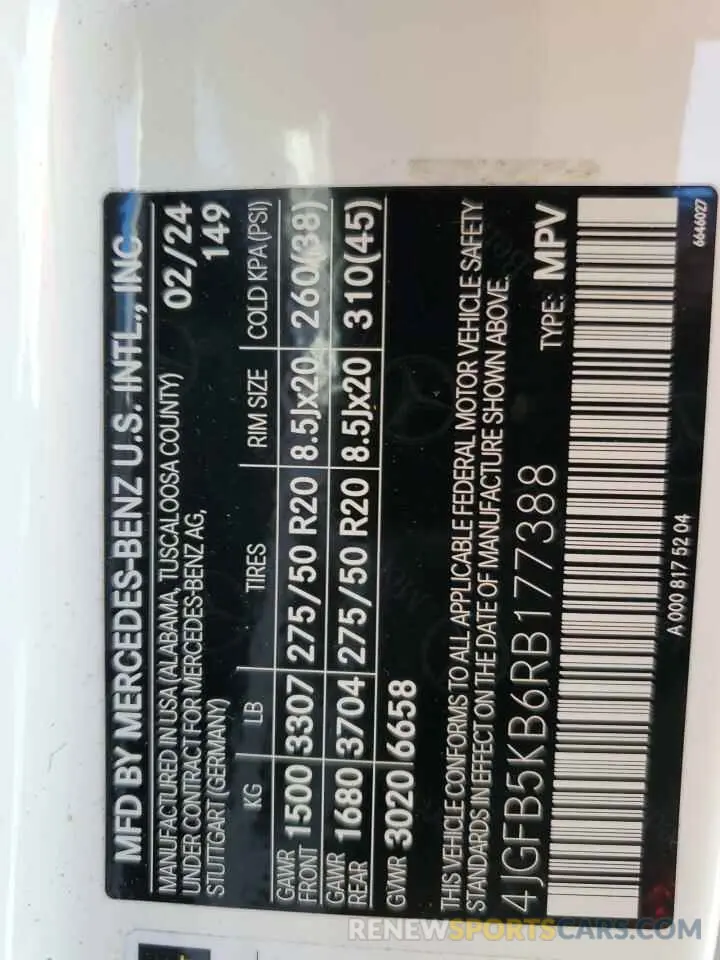 MFD BY MERCEDES-BENZ U.S. INTL., INC
MANUFACTURED IN USA (ALABAMA, TUSCALOOSA COUNTY) 02/24
UNDER CONTRACT FOR MERCEDES-BENZ AG, 149
STUTTGART (GERMANY)
KG LB TIRES RIM SIZE COLD KPA (PSI)
GAWR FRONT 1500 3307 275/50 R20 8.5Jx20 260(38)
GAWR REAR 1680 3704 275/50 R20 8.5Jx20 310(45)
GVWR 3020 6658
THIS VEHICLE CONFORMS TO ALL APPLICABLE FEDERAL MOTOR VEHICLE SAFETY
STANDARDS IN EFFECT ON THE DATE OF MANUFACTURE SHOWN ABOVE.
4JGFB5KB6RB177388 TYPE: MPV
A 000 817 52 04 6646027
RENEWSPORTSCARS.COM